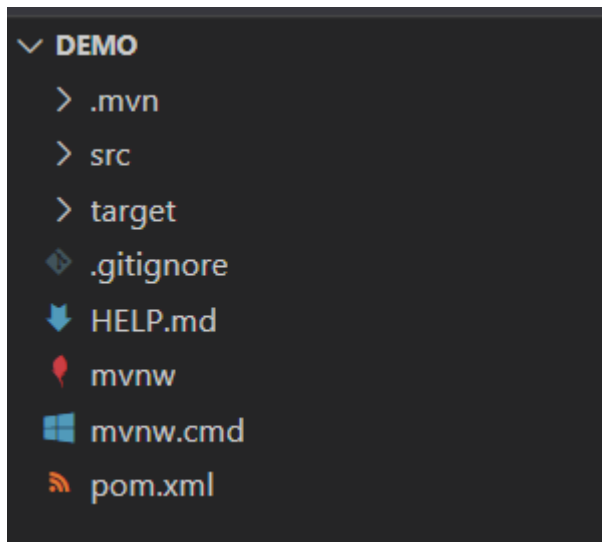 DEMO
.mvn
src
target
.gitignore
HELP.md
mvnw
mvnw.cmd
pom.xml